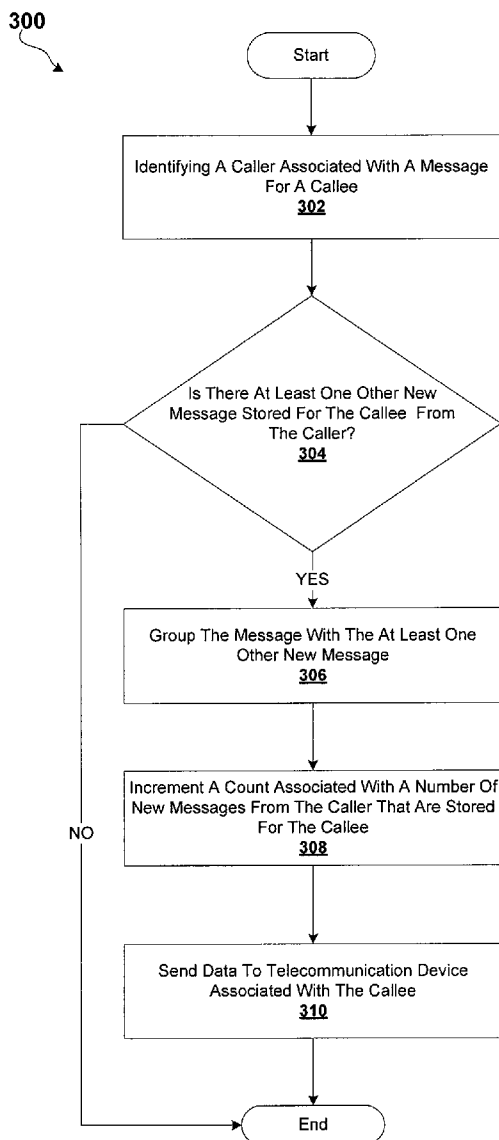 300
Start
Identifying A Caller Associated With A Message
For A Callee
302
Is There At Least One Other New
Message Stored For The Callee From
The Caller?
304
YES
Group The Message With The At Least One
Other New Message
306
Increment A Count Associated With A Number Of
New Messages From The Caller That Are Stored
For The Callee
308
NO
Send Data To Telecommunication Device
Associated With The Callee
310
End